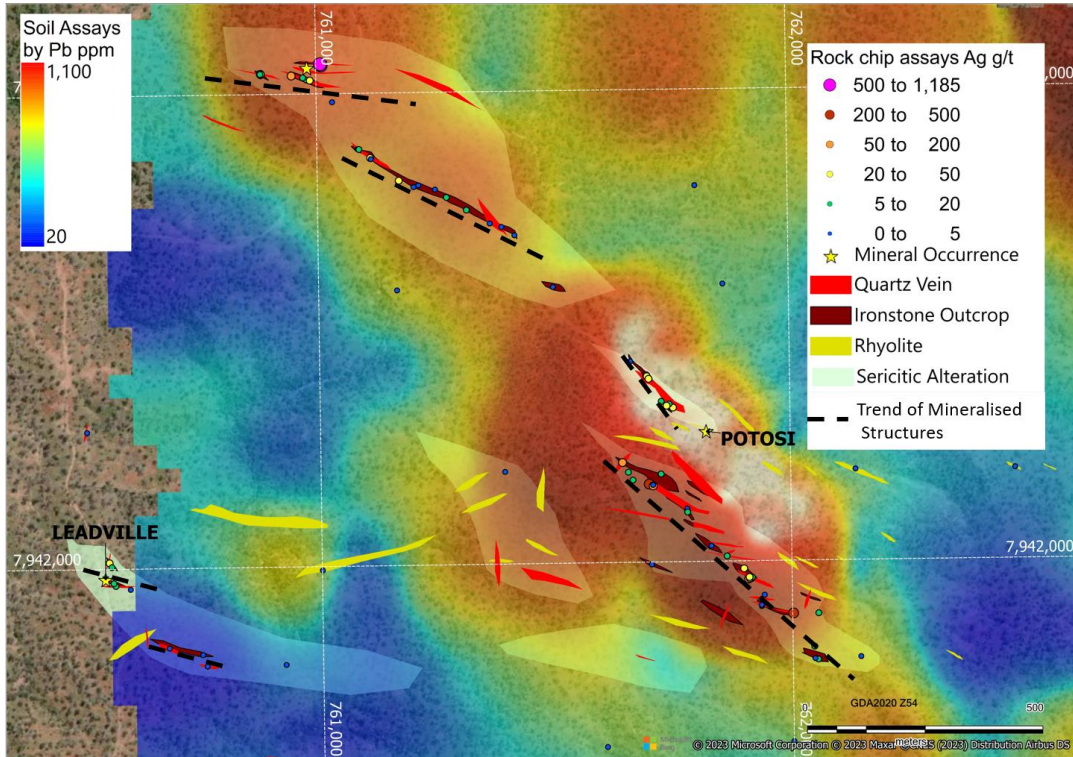 Soil Assays
by Pb ppm
1,100
20
761,000
762,000
Rock chip assays Ag g/t
500 to 1,185
200 to 500
50 to 200
20 to 50
5 to 20
0 to 5
Mineral Occurrence
Quartz Vein
Ironstone Outcrop
Rhyolite
Sericitic Alteration
Trend of Mineralised
Structures
POTOSI
LEADVILLE
7,942,000
7,942,000
761,000
762,000
GDA2020 Z54
0 500
meters
© 2023 Microsoft Corporation © 2023 Maxar ©CNES (2023) Distribution Airbus DS